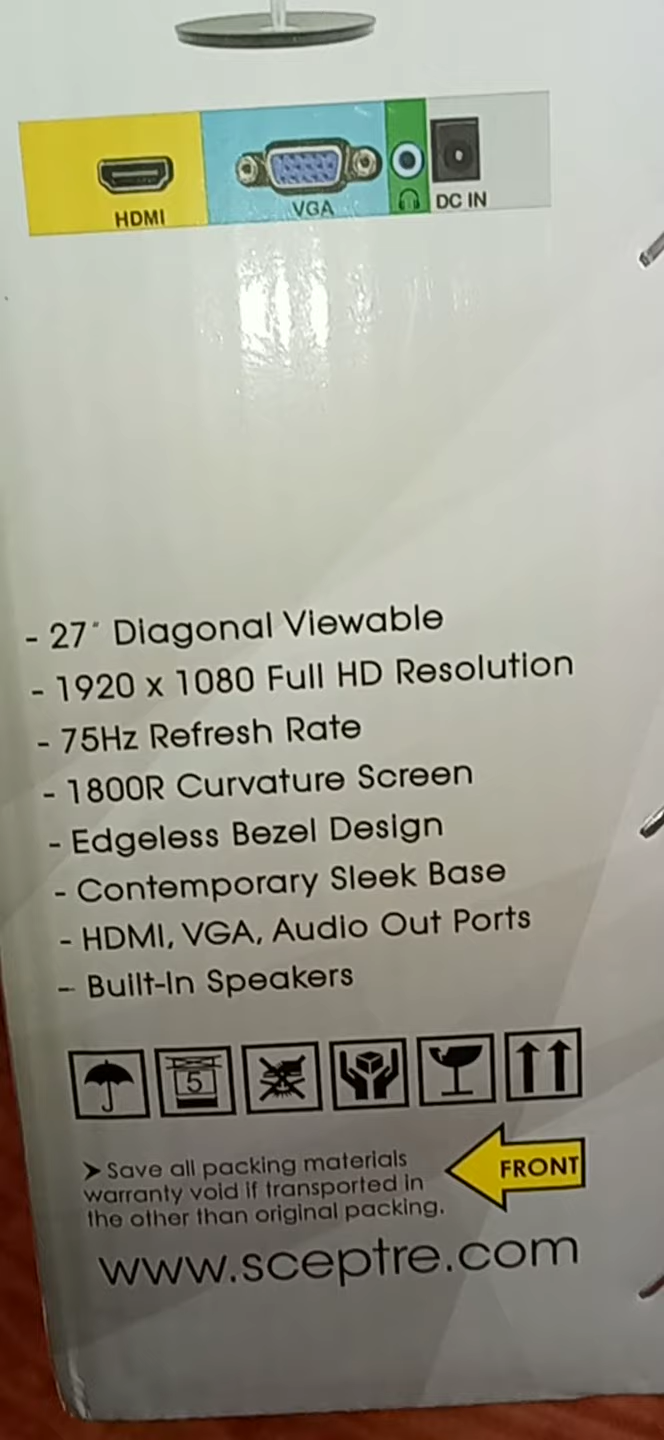 HDMI
VGA
DC IN
- 27" Diagonal Viewable
- 1920 x 1080 Full HD Resolution
- 75Hz Refresh Rate
- 1800R Curvature Screen
- Edgeless Bezel Design
- Contemporary Sleek Base
- HDMI, VGA, Audio Out Ports
- Built-In Speakers
5
➤ Save all packing materials
warranty void if transported in
the other than original packing.
FRONT
www.sceptre.com